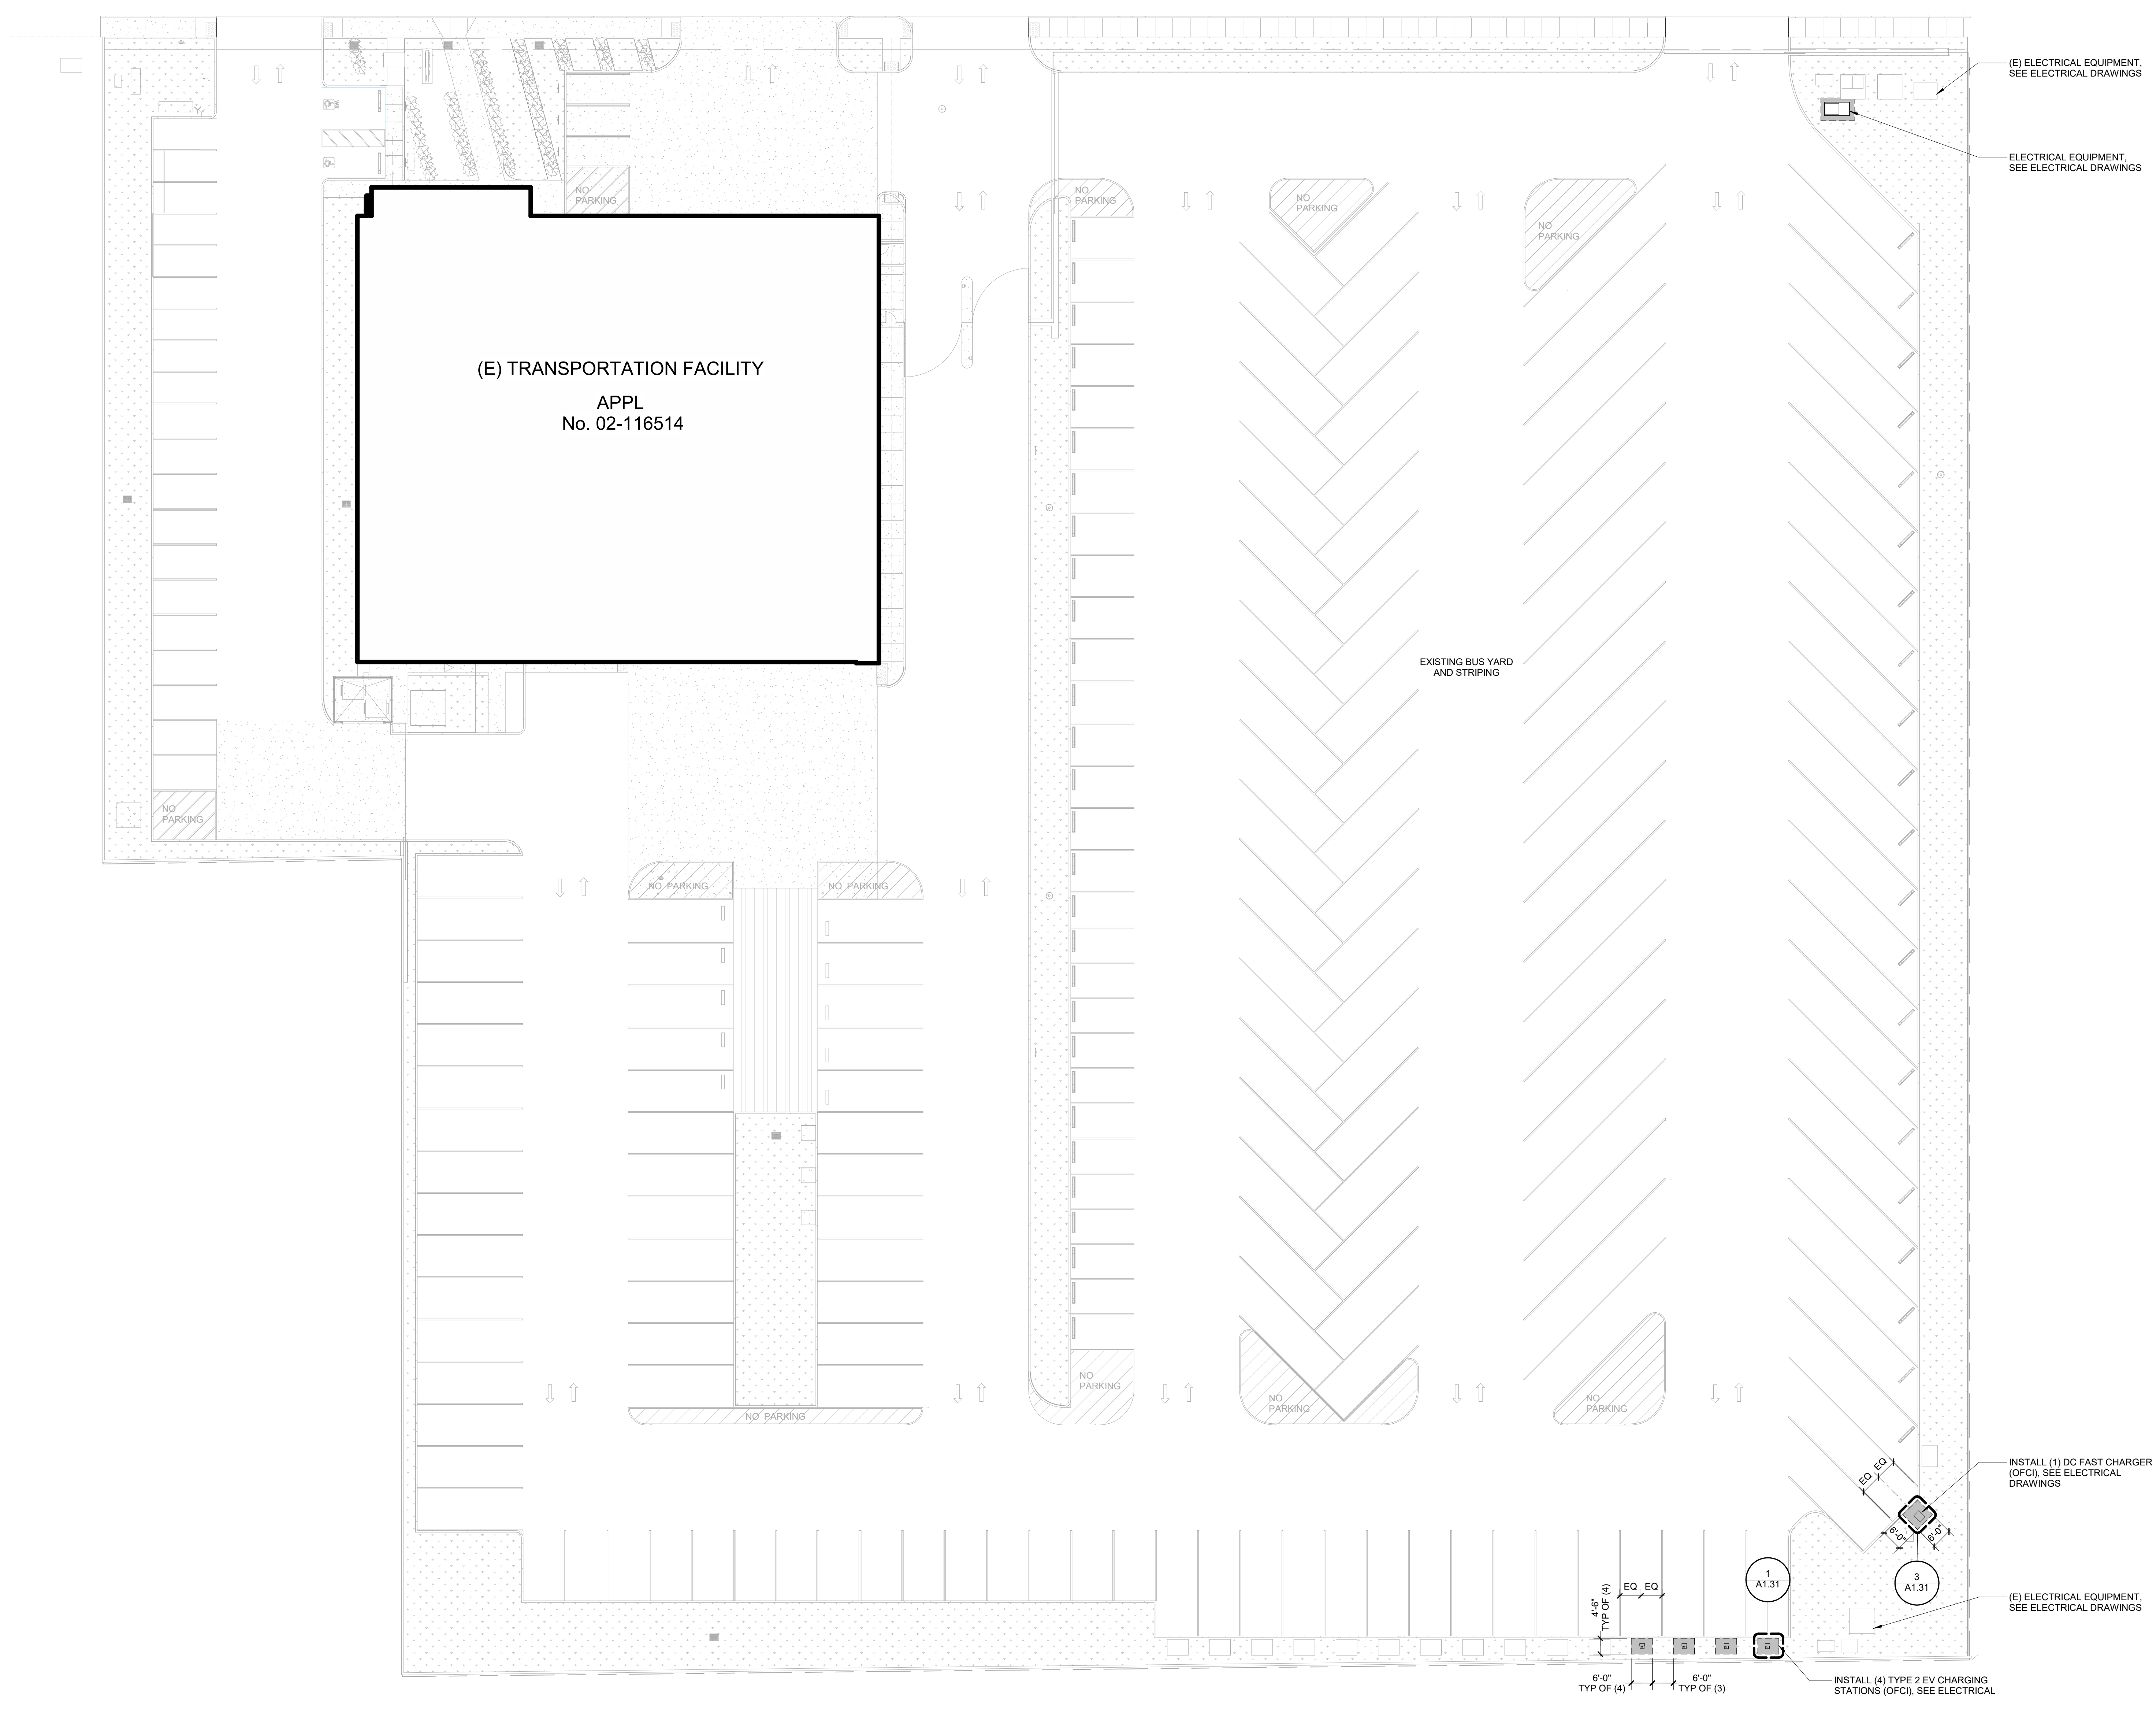 (E) ELECTRICAL EQUIPMENT,
SEE ELECTRICAL DRAWINGS
ELECTRICAL EQUIPMENT,
SEE ELECTRICAL DRAWINGS
NO
PARKING
NO
PARKING
NO
PARKING
NO
PARKING
(E) TRANSPORTATION FACILITY
APPL
No. 02-116514
EXISTING BUS YARD
AND STRIPING
NO
PARKING
NO PARKING
NO PARKING
NO
PARKING
NO
PARKING
NO
PARKING
NO PARKING
EQ
EQ
INSTALL (1) DC FAST CHARGER
(OFCI), SEE ELECTRICAL
DRAWINGS
6'-0"
6'-0"
1
A1.31
3
A1.31
EQ
EQ
4'-6"
TYP OF (4)
(E) ELECTRICAL EQUIPMENT,
SEE ELECTRICAL DRAWINGS
6'-0"
TYP OF (4)
6'-0"
TYP OF (3)
INSTALL (4) TYPE 2 EV CHARGING
STATIONS (OFCI), SEE ELECTRICAL